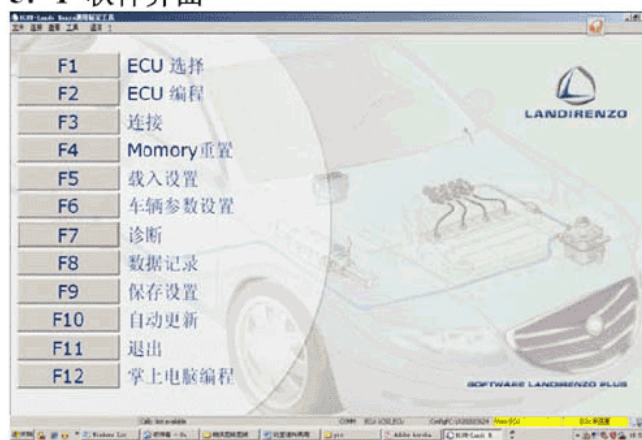 软件界面
F1 ECU 选择
F2 ECU 编程
F3 连接
F4 Momory重置
F5 载入设置
F6 车辆参数设置
F7 诊断
F8 数据记录
F9 保存设置
F10 自动更新
F11 退出
F12 掌上电脑编程
LANDIRENZO
SOFTWARE LANDIRENZO PLUS